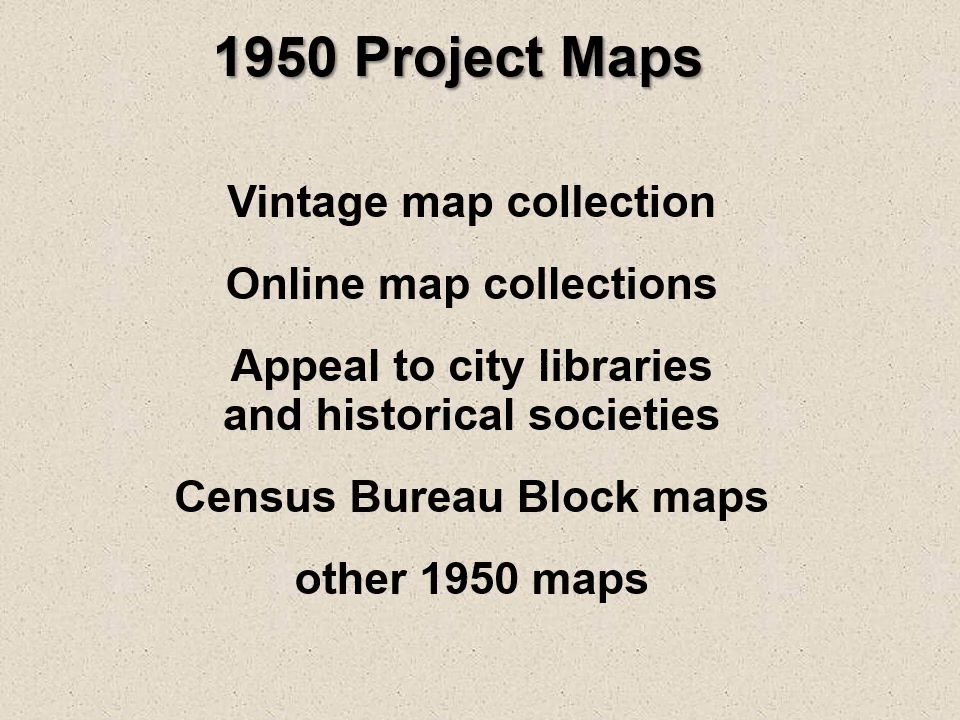 1950 Project Maps
Vintage map collection
Online map collections
Appeal to city libraries
and historical societies
Census Bureau Block maps
other 1950 maps